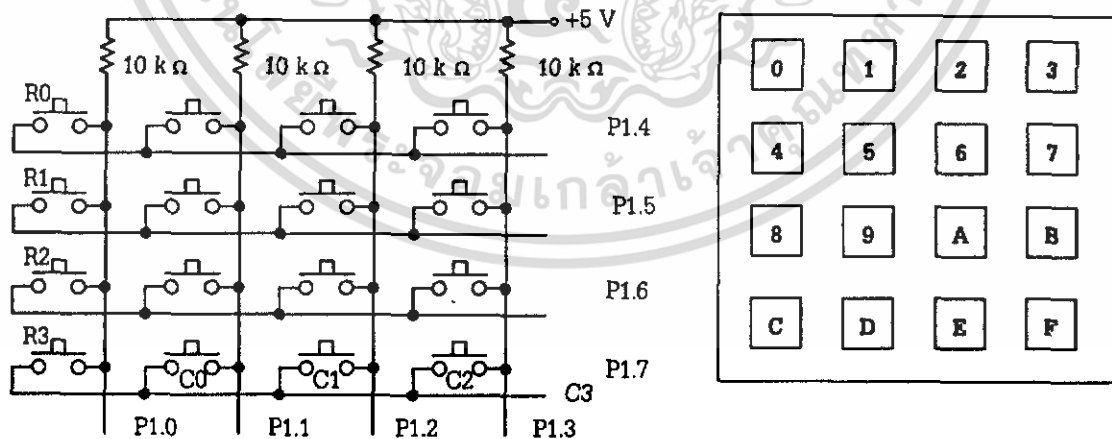 +5 V
10 kΩ 10 kΩ 10 kΩ 10 kΩ
R0
P1.4
R1
P1.5
R2
P1.6
R3
P1.7
C0 C1 C2 C3
P1.0 P1.1 P1.2 P1.3
0 1 2 3
4 5 6 7
8 9 A B
C D E F